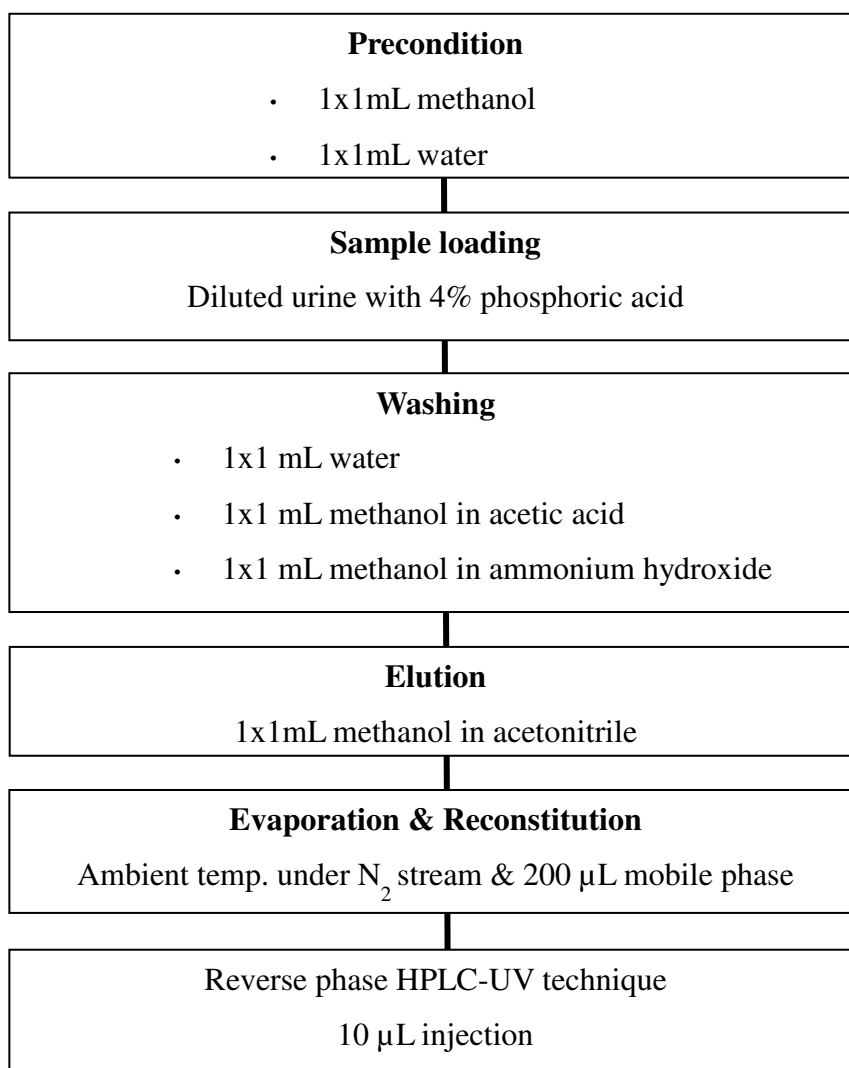 Precondition
· 1x1mL methanol
· 1x1mL water
Sample loading
Diluted urine with 4% phosphoric acid
Washing
· 1x1 mL water
· 1x1 mL methanol in acetic acid
· 1x1 mL methanol in ammonium hydroxide
Elution
1x1mL methanol in acetonitrile
Evaporation & Reconstitution
Ambient temp. under N2 stream & 200 µL mobile phase
Reverse phase HPLC-UV technique
10 µL injection